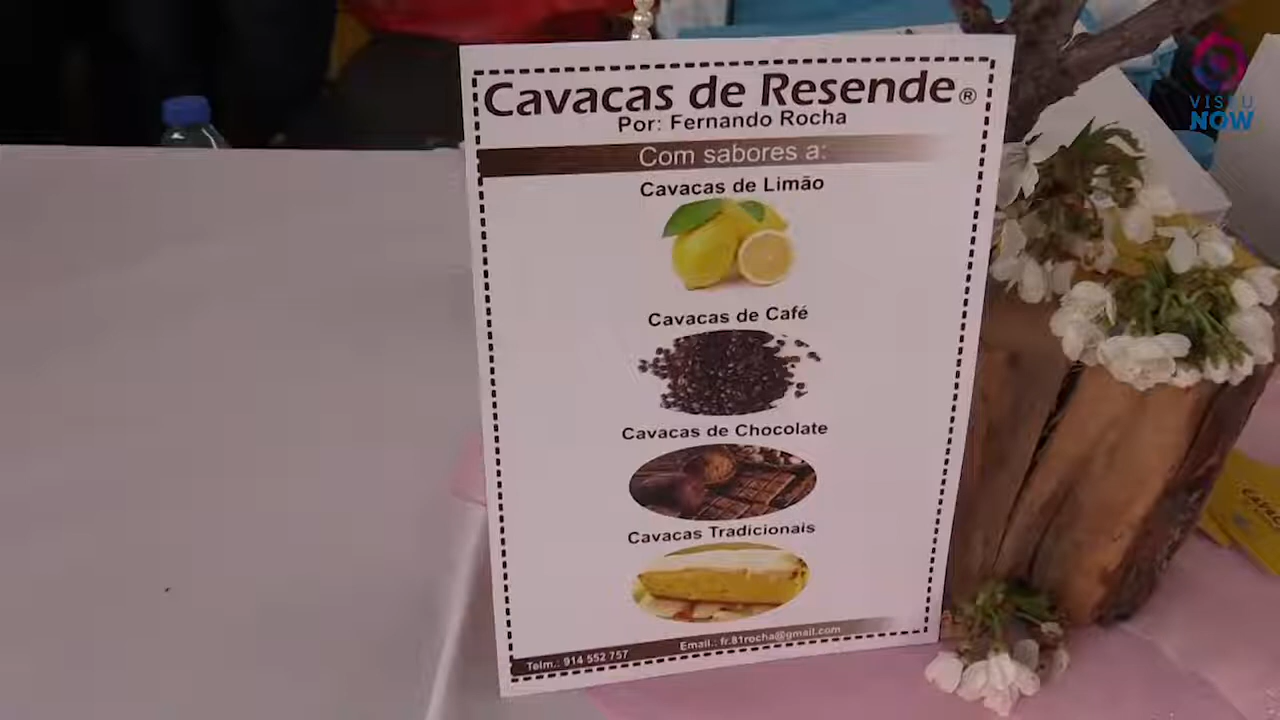 Cavacas de Resende®
Por: Fernando Rocha
Com sabores a:
Cavacas de Limão
Cavacas de Café
Cavacas de Chocolate
Cavacas Tradicionais
Telm.: 914 552 757
Email.: fr.81rocha@gmail.com
VISEU
NOW